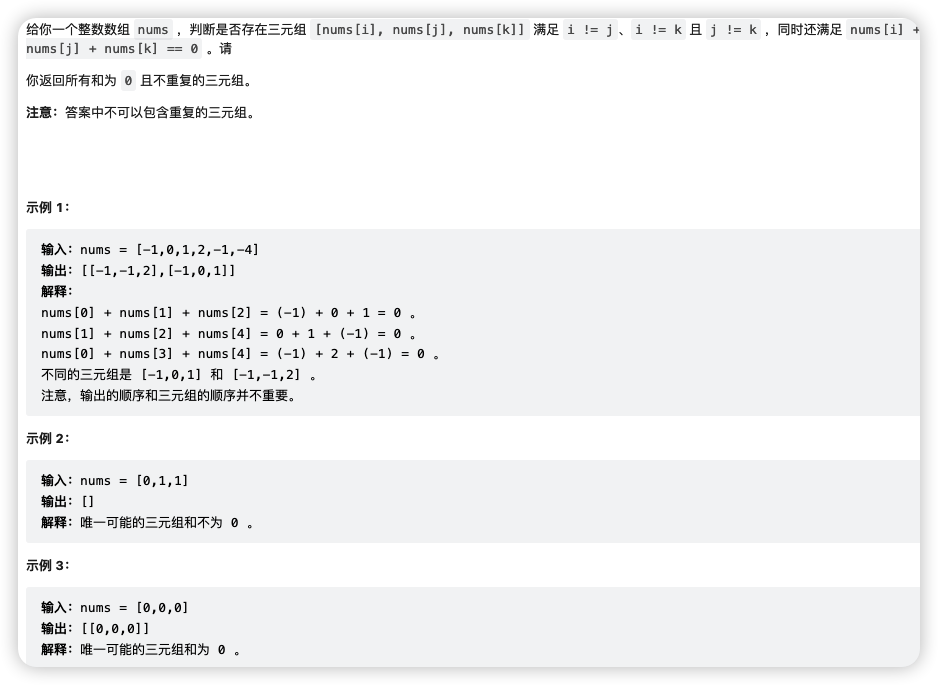 给你一个整数数组 nums ，判断是否存在三元组 [nums[i], nums[j], nums[k]] 满足 i != j 、i != k 且 j != k ，同时还满足 nums[i] +
nums[j] + nums[k] == 0 。请
你返回所有和为 0 且不重复的三元组。
注意：答案中不可以包含重复的三元组。
示例 1：
输入：nums = [-1,0,1,2,-1,-4]
输出：[[-1,-1,2],[-1,0,1]]
解释：
nums[0] + nums[1] + nums[2] = (-1) + 0 + 1 = 0 。
nums[1] + nums[2] + nums[4] = 0 + 1 + (-1) = 0 。
nums[0] + nums[3] + nums[4] = (-1) + 2 + (-1) = 0 。
不同的三元组是 [-1,0,1] 和 [-1,-1,2] 。
注意，输出的顺序和三元组的顺序并不重要。
示例 2：
输入：nums = [0,1,1]
输出：[]
解释：唯一可能的三元组和不为 0 。
示例 3：
输入：nums = [0,0,0]
输出：[[0,0,0]]
解释：唯一可能的三元组和为 0 。